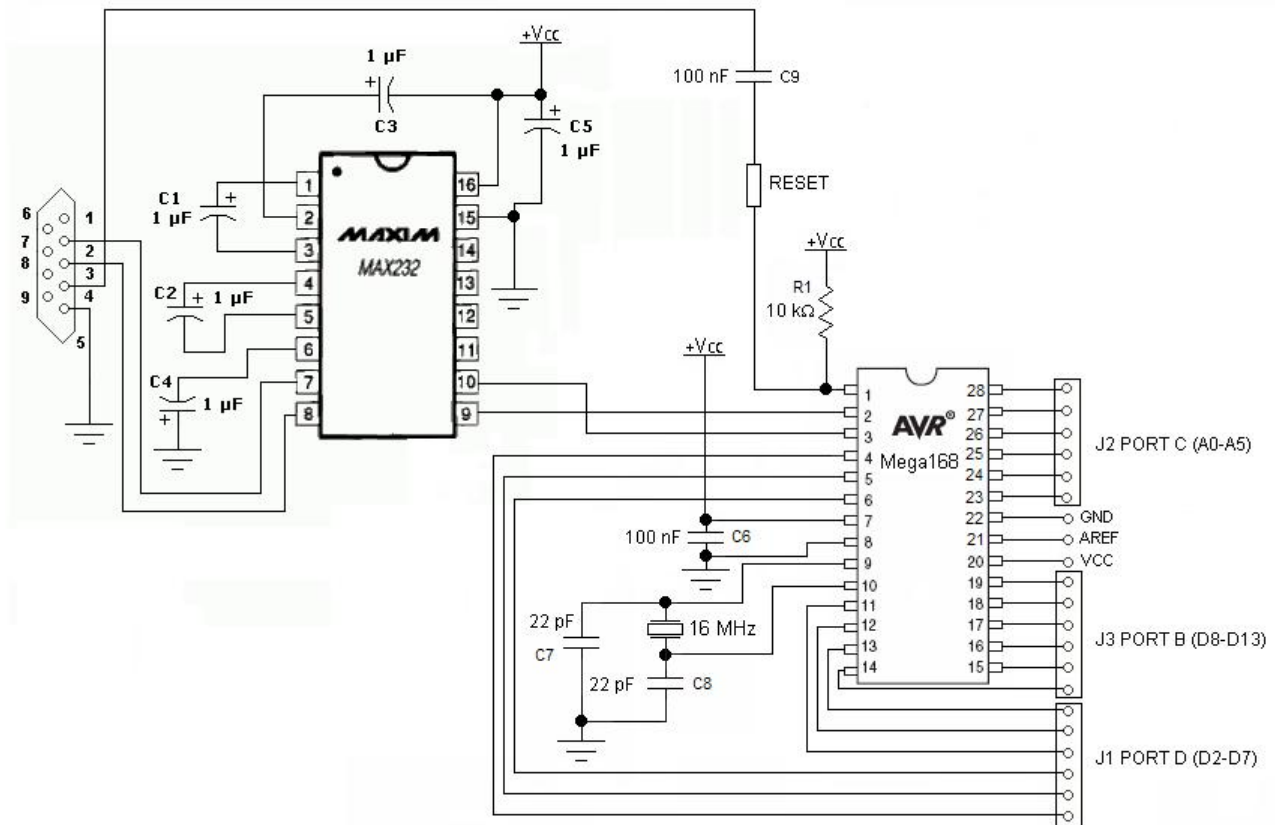 +Vcc
1 µF
+
C3
+
C5
1 µF
100 nF
C9
RESET
+Vcc
R1
10 kΩ
+Vcc
C1
+
1 µF
C2
+
1 µF
C4
1 µF
+
6
7
8
9
1
2
3
4
5
MAXIM
MAX232
1
2
3
4
5
6
7
8
16
15
14
13
12
11
10
9
AVR®
Mega168
1
2
3
4
5
6
7
8
9
10
11
12
13
14
28
27
26
25
24
23
22
21
20
19
18
17
16
15
J2 PORT C (A0-A5)
GND
AREF
VCC
J3 PORT B (D8-D13)
J1 PORT D (D2-D7)
100 nF
C6
22 pF
C7
16 MHz
22 pF
C8